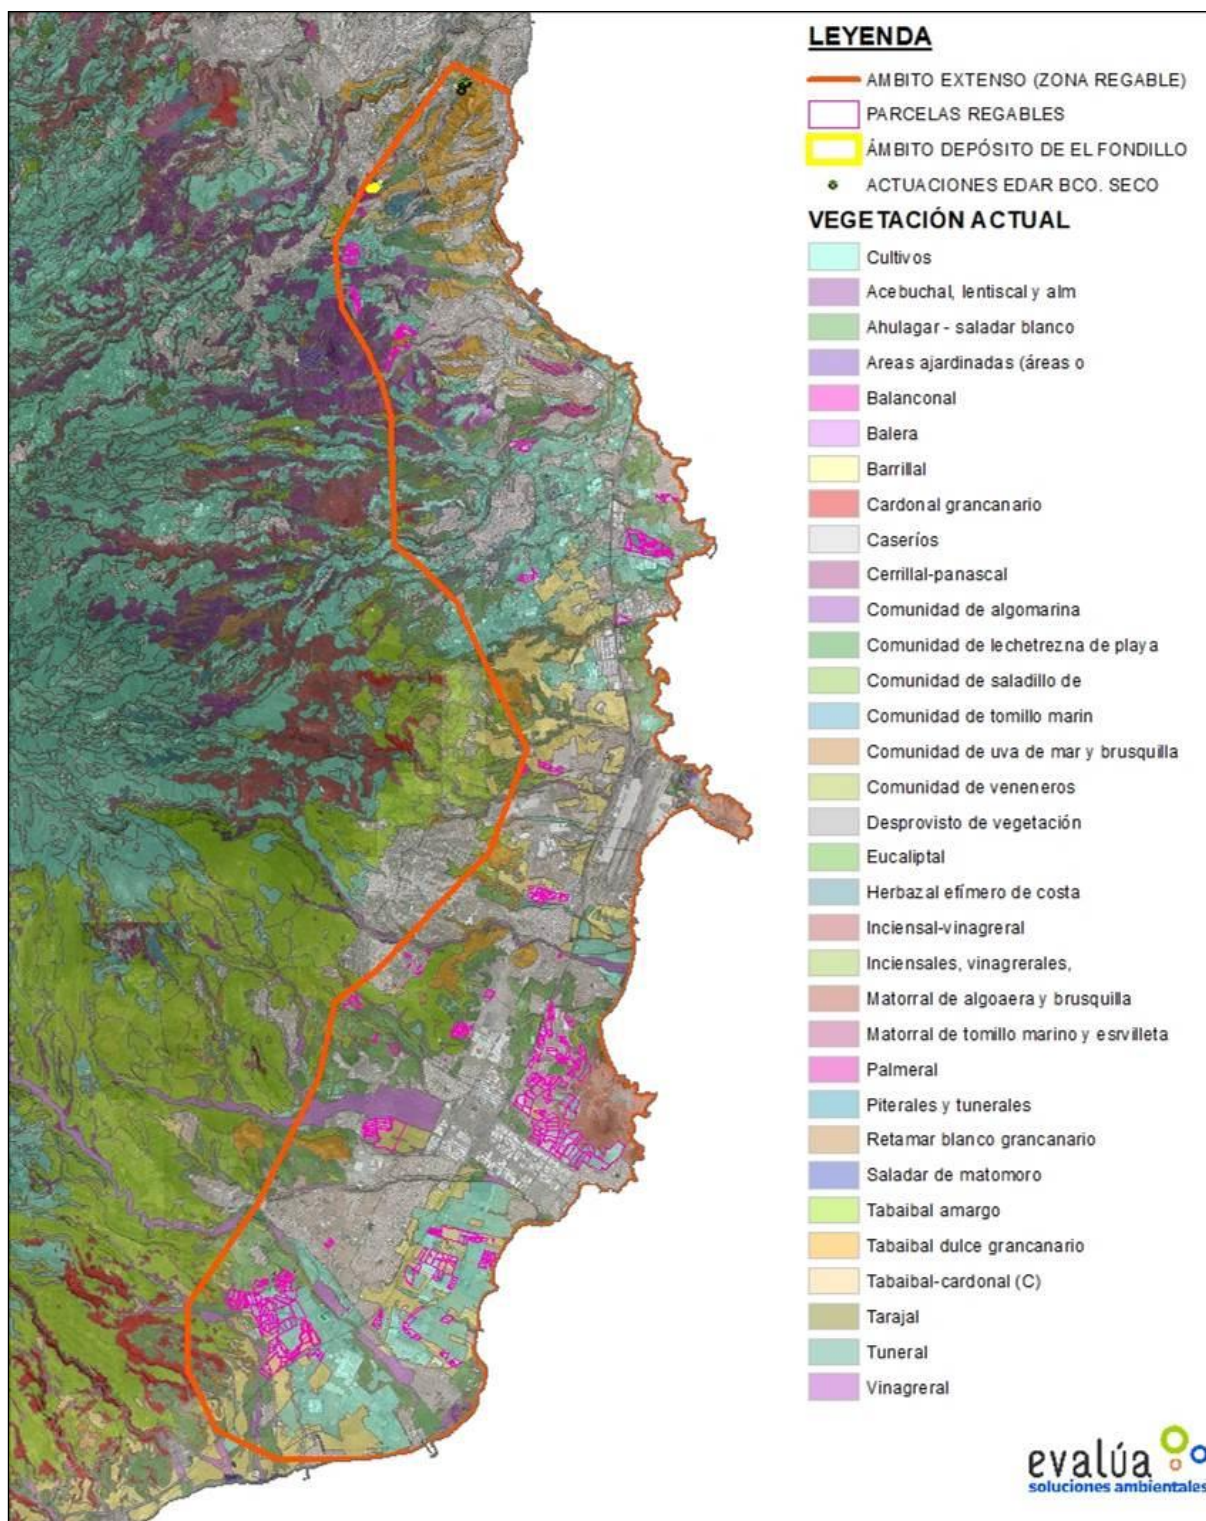 LEYENDA
AMBITO EXTENSO (ZONA REGABLE)
PARCELAS REGABLES
ÁMBITO DEPÓSITO DE EL FONDILLO
ACTUACIONES EDAR BCO. SECO
VEGETACIÓN ACTUAL
Cultivos
Acebuchal, lentiscal y alm
Ahulagar - saladar blanco
Areas ajardinadas (áreas o
Balanconal
Balera
Barrillal
Cardonal grancanario
Caseríos
Cerrillal-panascal
Comunidad de algomarina
Comunidad de lechetrezna de playa
Comunidad de saladillo de
Comunidad de tomillo marin
Comunidad de uva de mar y brusquilla
Comunidad de veneneros
Desprovisto de vegetación
Eucaliptal
Herbazal efímero de costa
Inciensal-vinagreral
Inciensales, vinagrerales,
Matorral de algoaera y brusquilla
Matorral de tomillo marino y esrvilleta
Palmeral
Piterales y tunerales
Retamar blanco grancanario
Saladar de matomoro
Tabaibal amargo
Tabaibal dulce grancanario
Tabaibal-cardonal (C)
Tarajal
Tuneral
Vinagreral
evalúa
soluciones ambientales